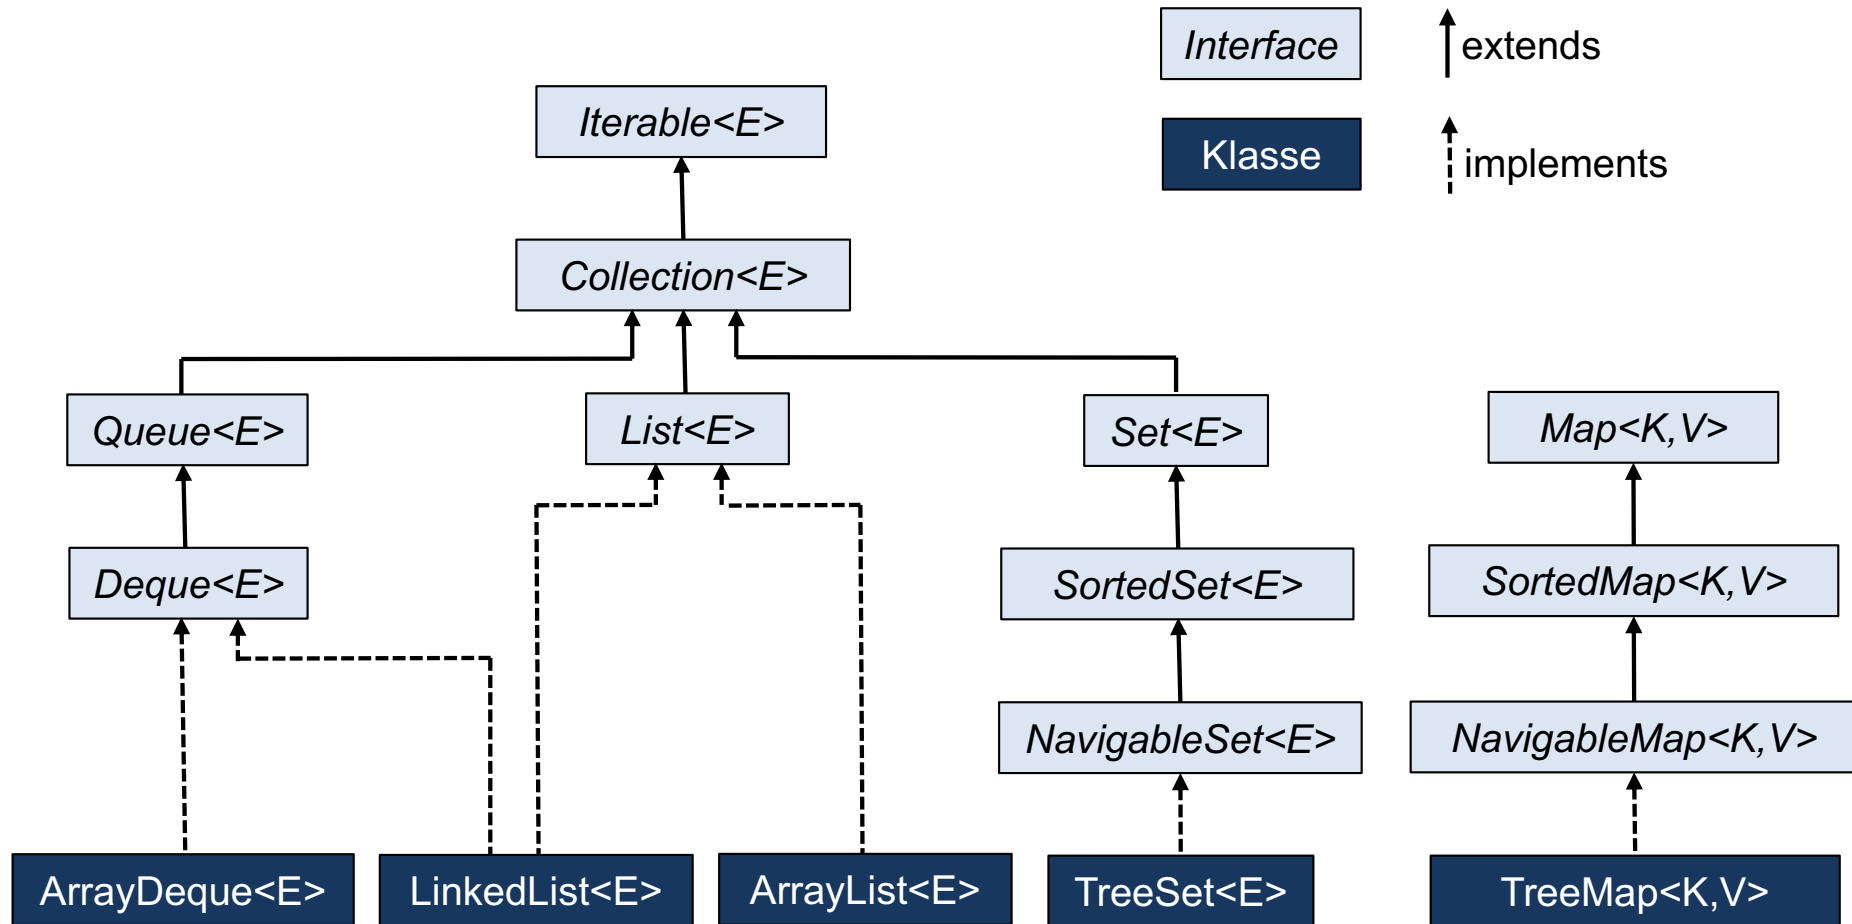 Interface
extends
Klasse
implements
Iterable<E>
Collection<E>
Queue<E>
List<E>
Set<E>
Map<K,V>
Deque<E>
SortedSet<E>
SortedMap<K,V>
NavigableSet<E>
NavigableMap<K,V>
ArrayDeque<E>
LinkedList<E>
ArrayList<E>
TreeSet<E>
TreeMap<K,V>